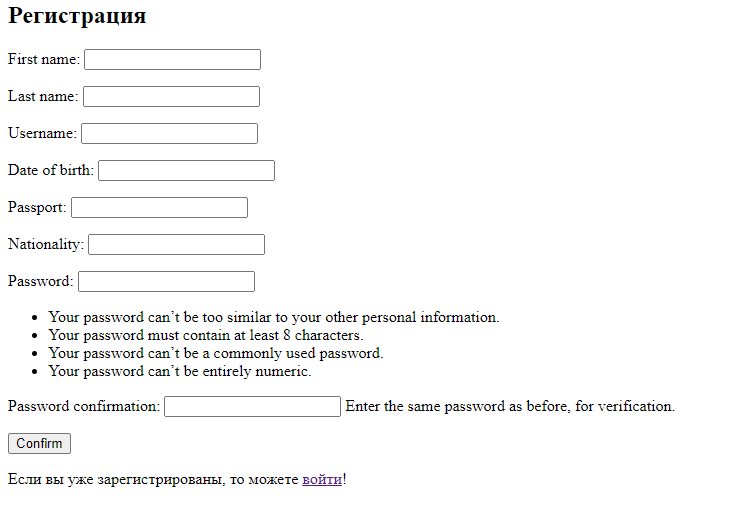 Регистрация
First name:
Last name:
Username:
Date of birth:
Passport:
Nationality:
Password:
Your password can’t be too similar to your other personal information.
Your password must contain at least 8 characters.
Your password can’t be a commonly used password.
Your password can’t be entirely numeric.
Password confirmation: Enter the same password as before, for verification.
Confirm
Если вы уже зарегистрированы, то можете войти!